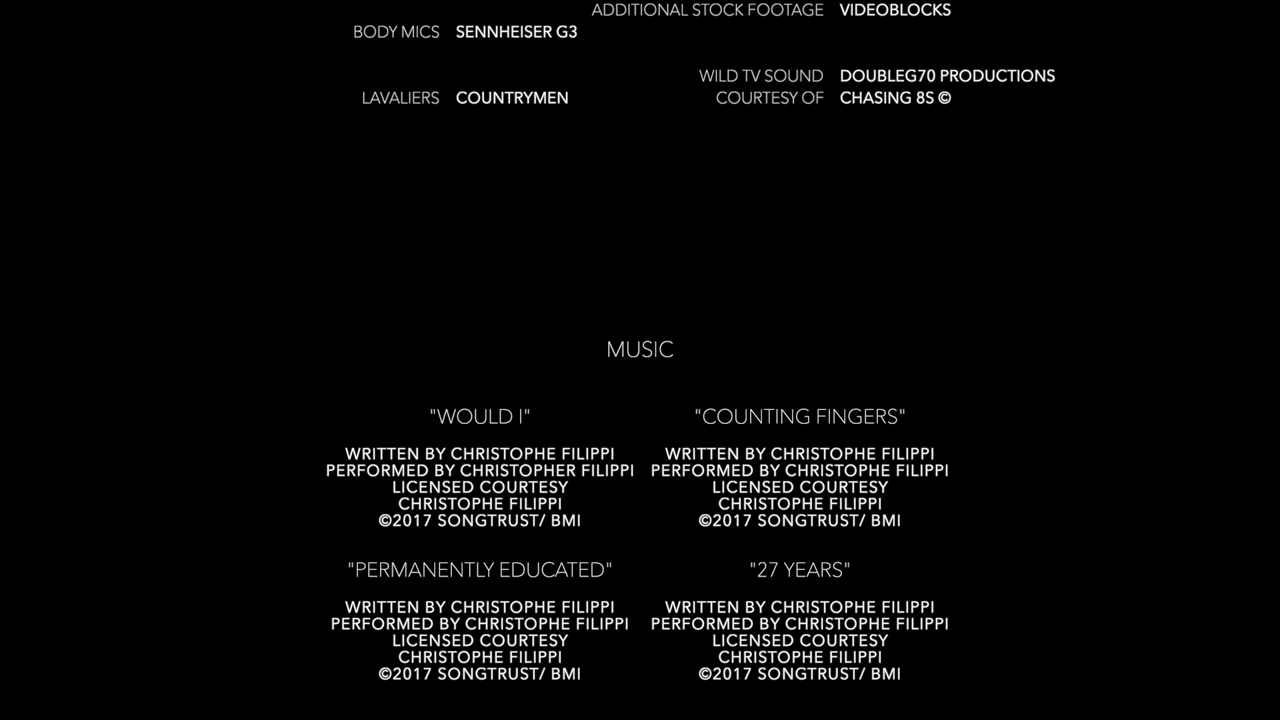 ADDITIONAL STOCK FOOTAGE VIDEOBLOCKS
BODY MICS SENNHEISER G3
WILD TV SOUND DOUBLEG70 PRODUCTIONS
LAVALIERS COUNTRYMEN
COURTESY OF CHASING 8S ©
MUSIC
"WOULD I"
WRITTEN BY CHRISTOPHE FILIPPI
PERFORMED BY CHRISTOPHER FILIPPI
LICENSED COURTESY
CHRISTOPHE FILIPPI
©2017 SONGTRUST/ BMI
"COUNTING FINGERS"
WRITTEN BY CHRISTOPHE FILIPPI
PERFORMED BY CHRISTOPHE FILIPPI
LICENSED COURTESY
CHRISTOPHE FILIPPI
©2017 SONGTRUST/ BMI
"PERMANENTLY EDUCATED"
WRITTEN BY CHRISTOPHE FILIPPI
PERFORMED BY CHRISTOPHE FILIPPI
LICENSED COURTESY
CHRISTOPHE FILIPPI
©2017 SONGTRUST/ BMI
"27 YEARS"
WRITTEN BY CHRISTOPHE FILIPPI
PERFORMED BY CHRISTOPHE FILIPPI
LICENSED COURTESY
CHRISTOPHE FILIPPI
©2017 SONGTRUST/ BMI